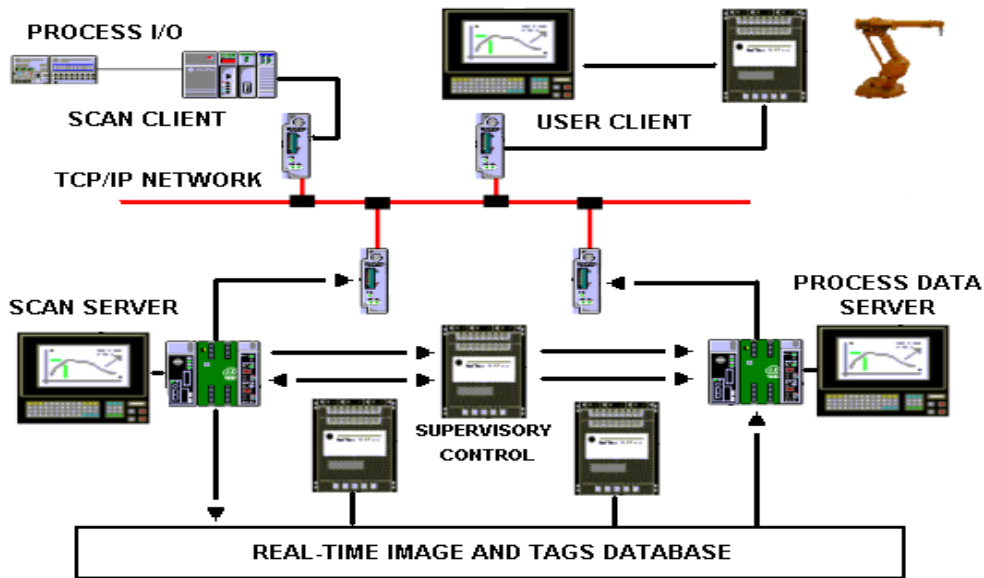 PROCESS I/O
SCAN CLIENT
USER CLIENT
TCP/IP NETWORK
SCAN SERVER
PROCESS DATA
SERVER
SUPERVISORY
CONTROL
REAL-TIME IMAGE AND TAGS DATABASE